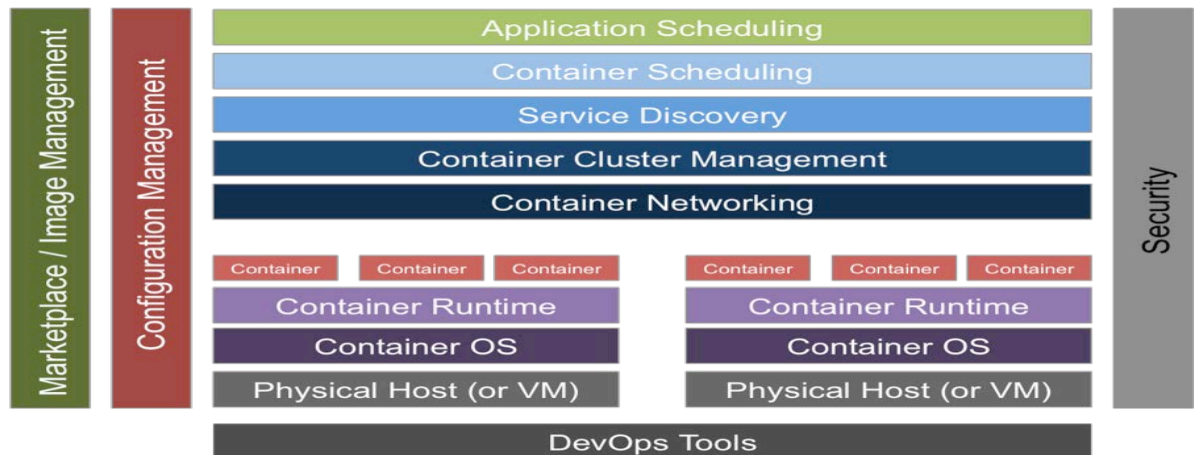 Marketplace / Image Management
Configuration Management
Application Scheduling
Container Scheduling
Service Discovery
Container Cluster Management
Container Networking
Container Container Container
Container Runtime
Container OS
Physical Host (or VM)
Container Container Container
Container Runtime
Container OS
Physical Host (or VM)
DevOps Tools
Security